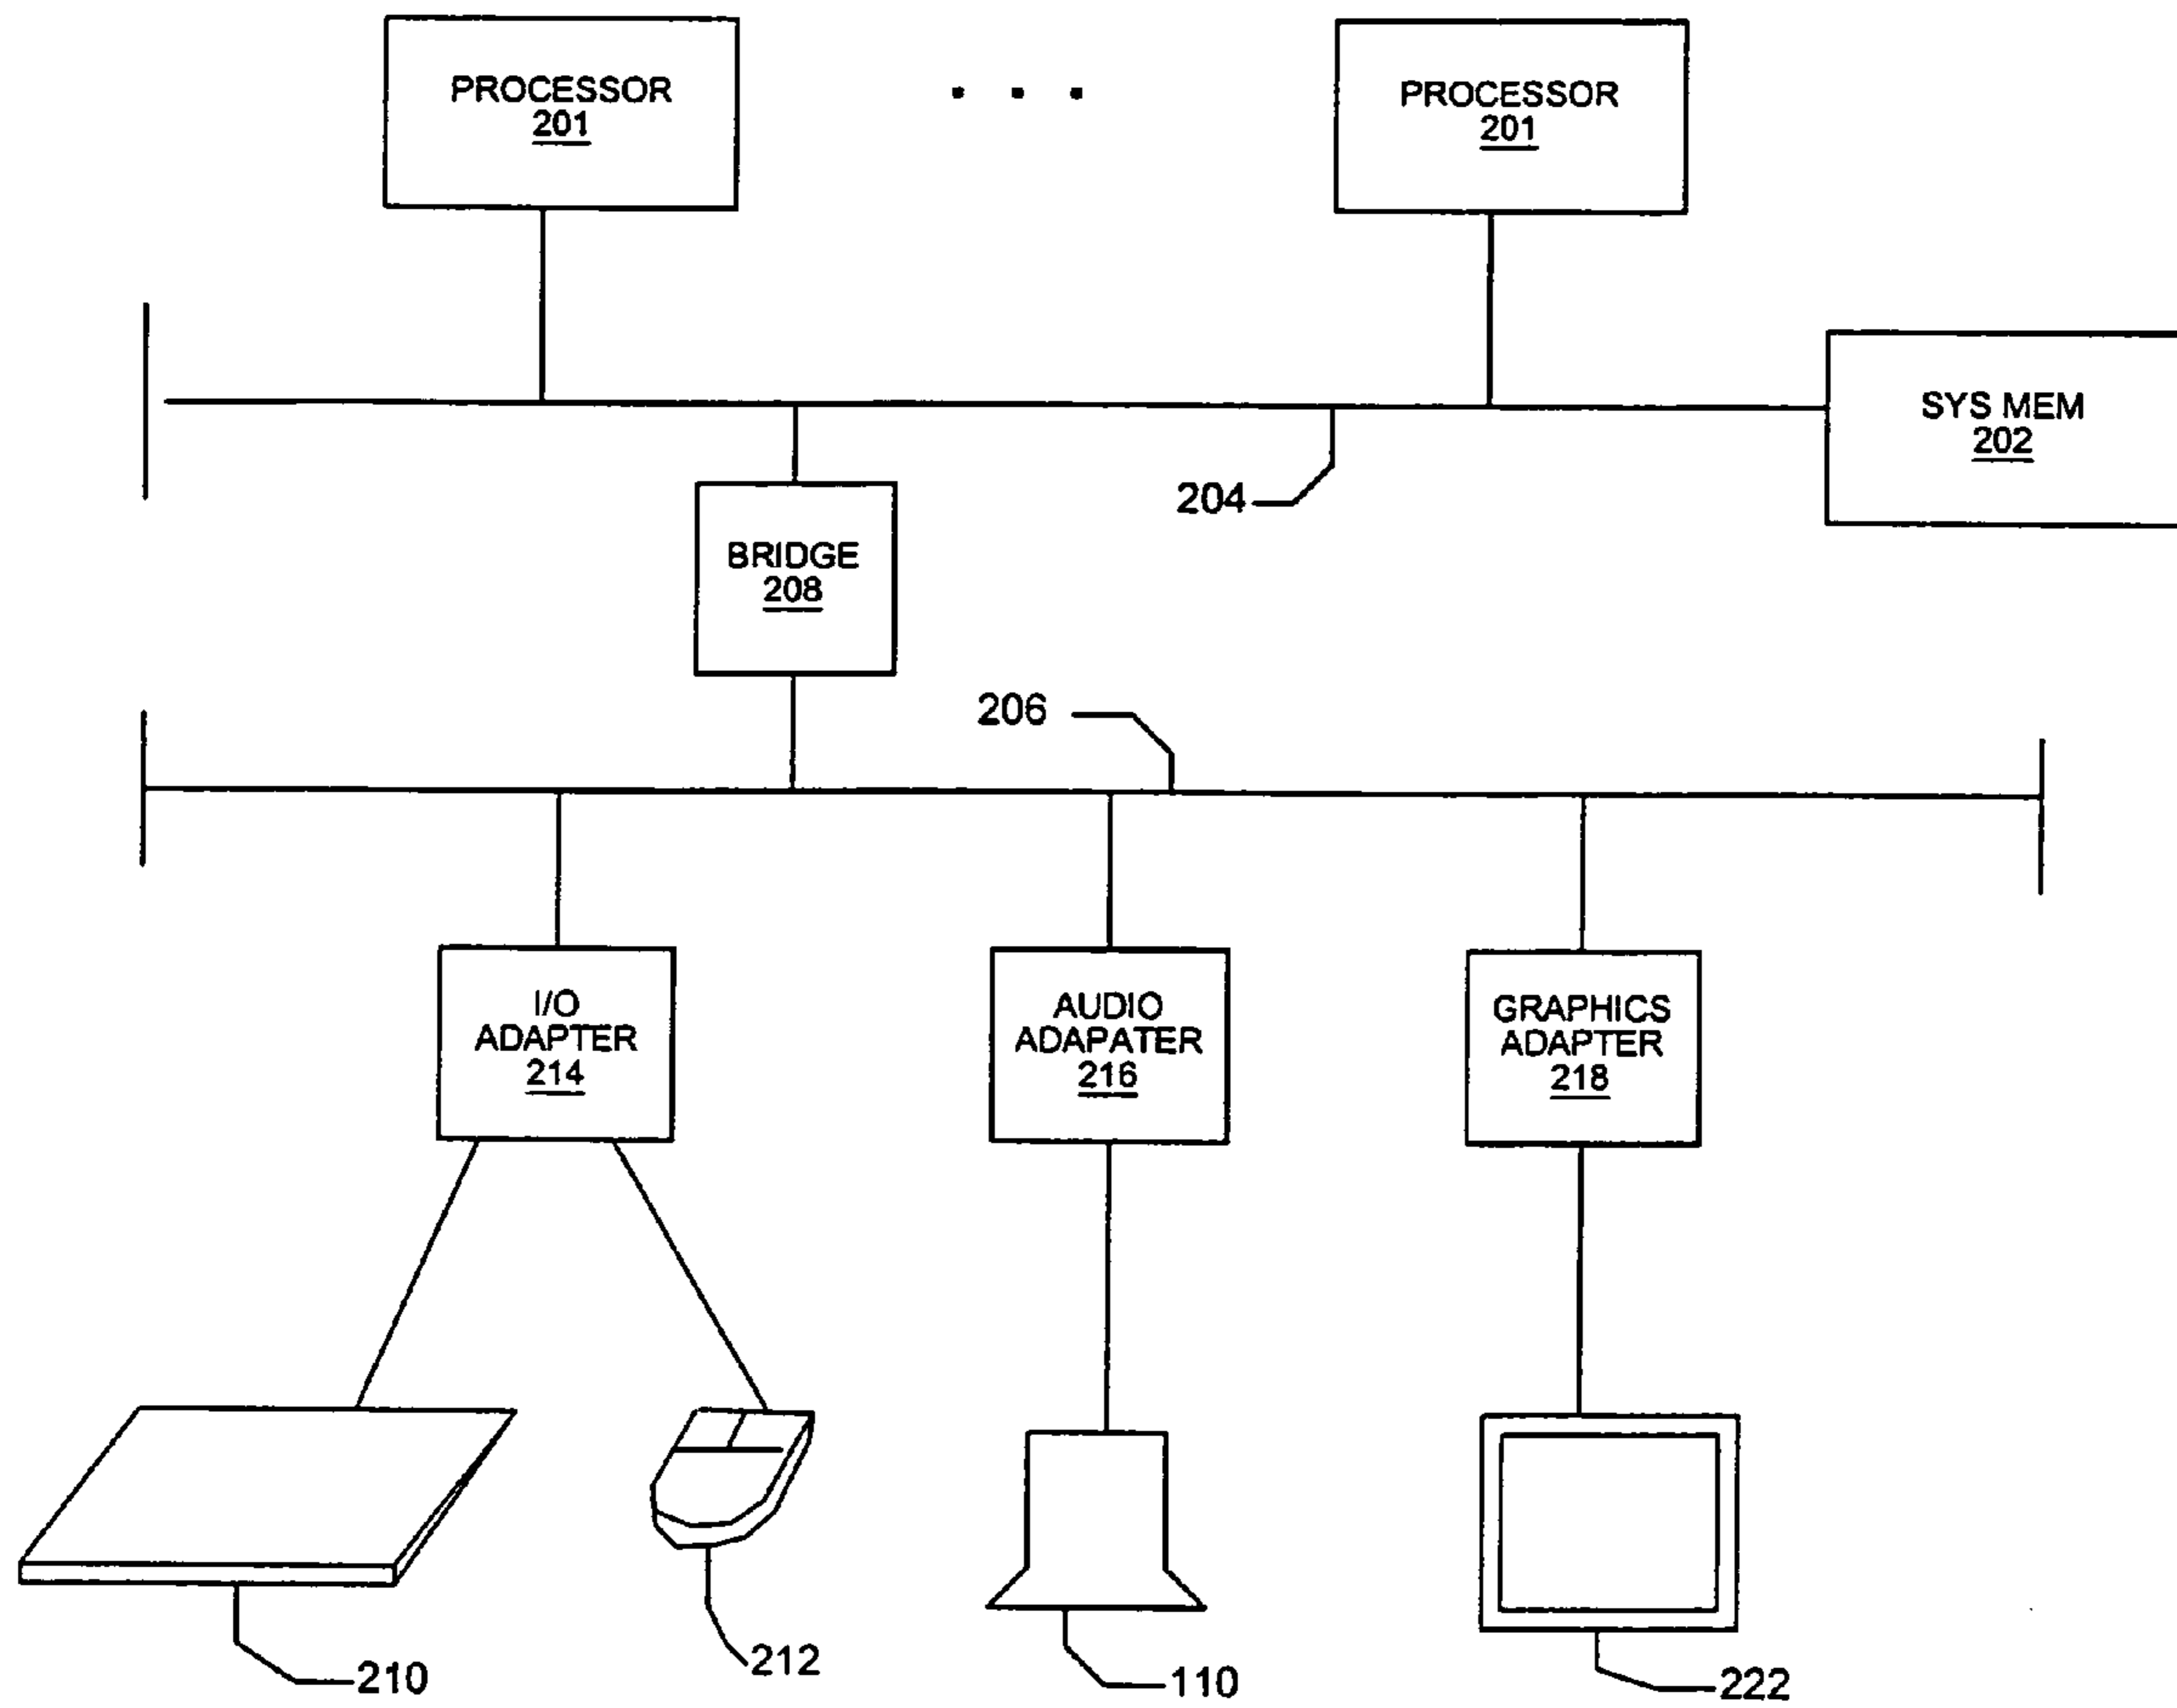 PROCESSOR
201
. . .
PROCESSOR
201
SYS MEM
202
204
BRIDGE
208
206
I/O
ADAPTER
214
AUDIO
ADAPATER
216
GRAPHICS
ADAPTER
218
210
212
110
222